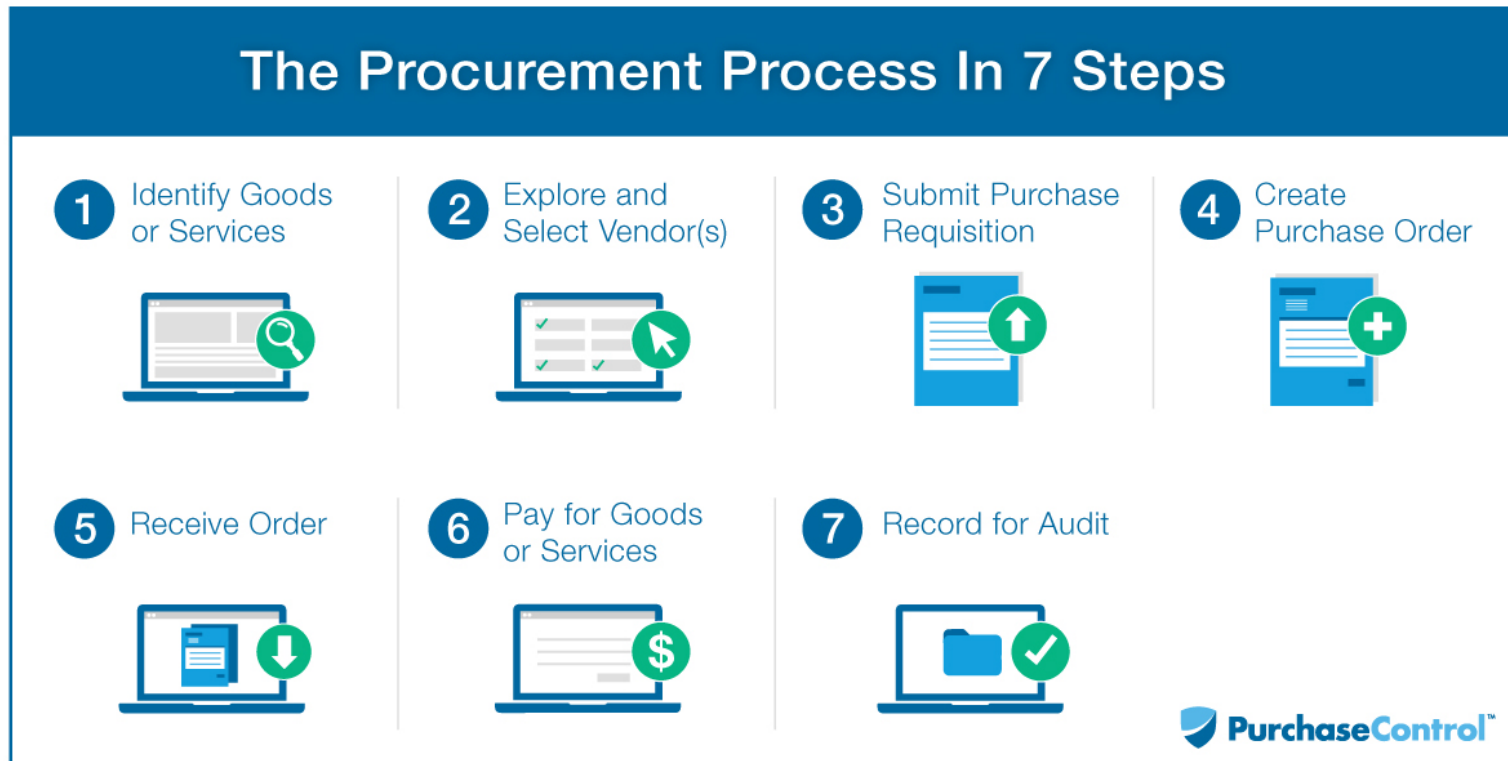 The Procurement Process In 7 Steps
1 Identify Goods
or Services
2 Explore and
Select Vendor(s)
3 Submit Purchase
Requisition
4 Create
Purchase Order
5 Receive Order
6 Pay for Goods
or Services
$
7 Record for Audit
PurchaseControl™